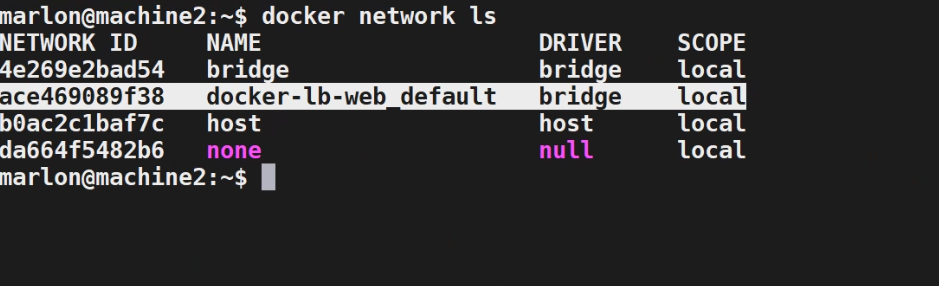 marlon@machine2:~$ docker network ls
NETWORK ID     NAME                    DRIVER    SCOPE
4e269e2bad54   bridge                  bridge    local
ace469089f38   docker-lb-web_default   bridge    local
b0ac2c1baf7c   host                    host      local
da664f5482b6   none                    null      local
marlon@machine2:~$